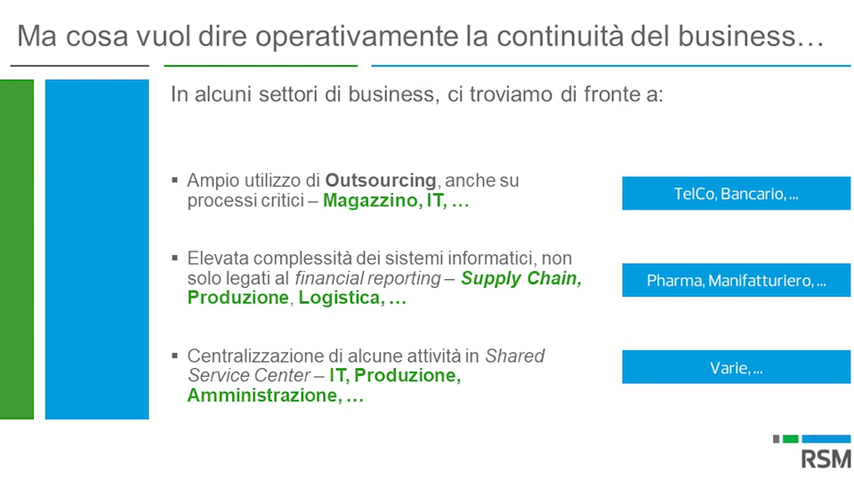 Ma cosa vuol dire operativamente la continuità del business…
In alcuni settori di business, ci troviamo di fronte a:
▪ Ampio utilizzo di Outsourcing, anche su
processi critici – Magazzino, IT, …
TelCo, Bancario, …
▪ Elevata complessità dei sistemi informatici, non
solo legati al financial reporting – Supply Chain,
Produzione, Logistica, …
Pharma, Manifatturiero, …
▪ Centralizzazione di alcune attività in Shared
Service Center – IT, Produzione,
Amministrazione, …
Varie, …
RSM